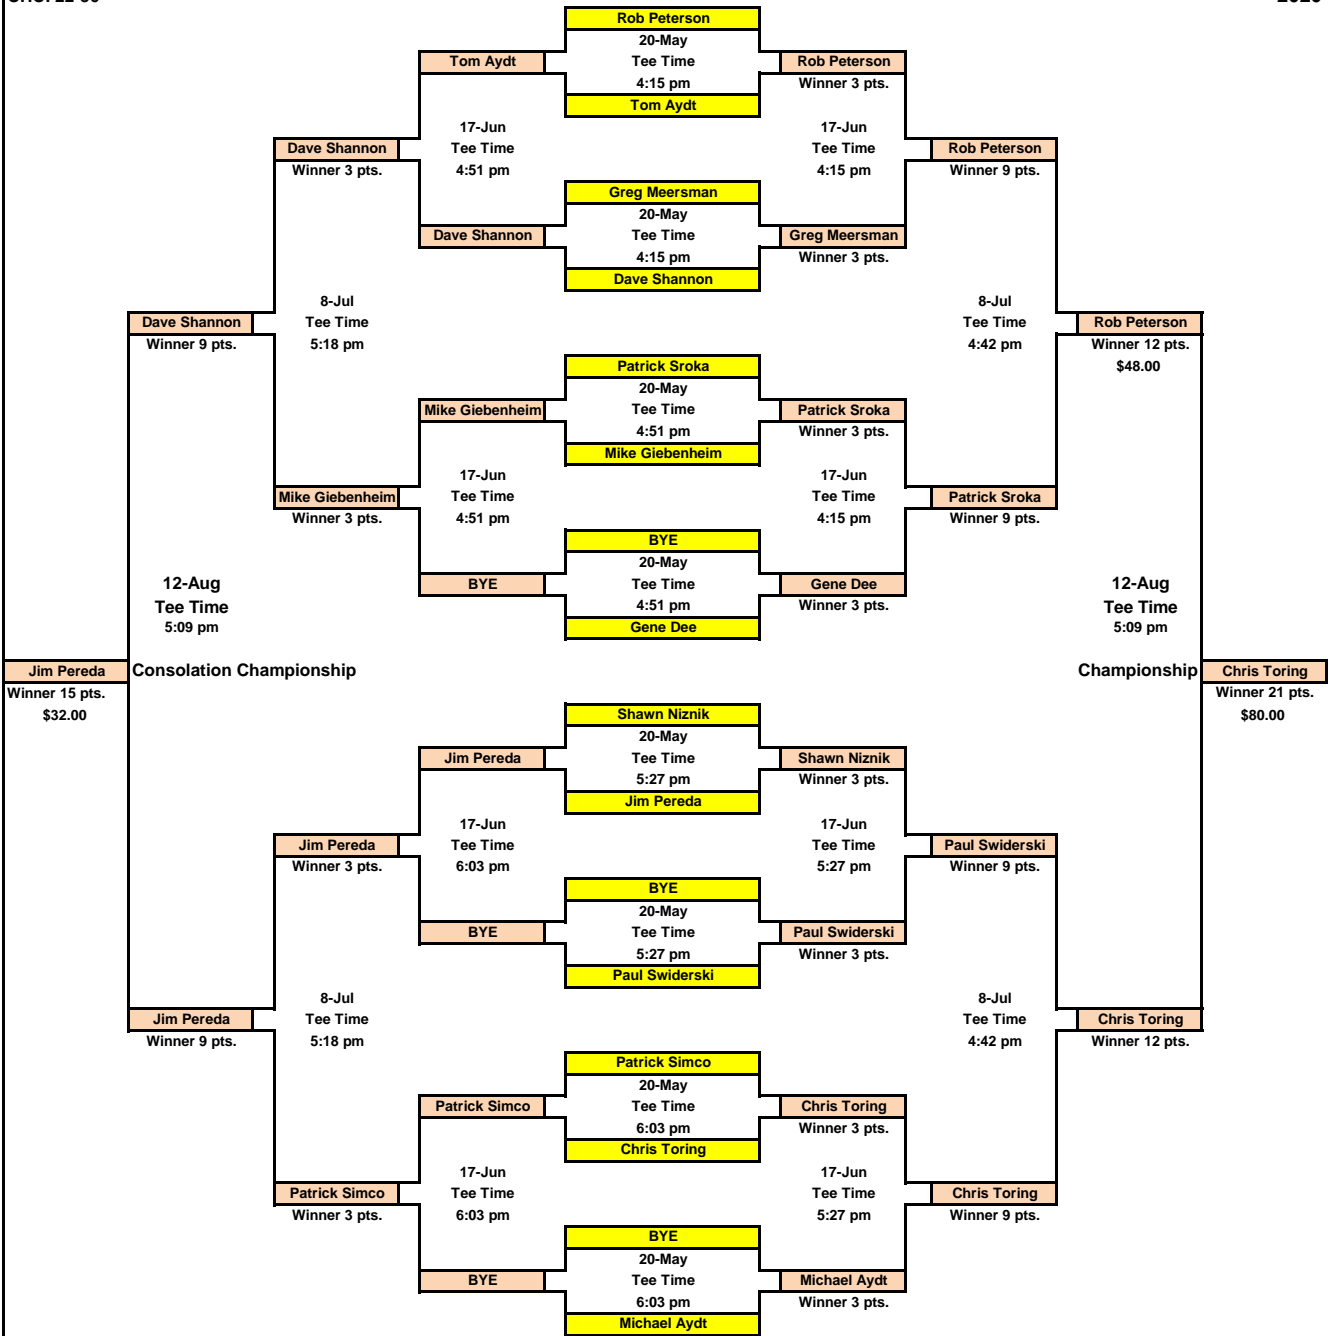 Rob Peterson
20-May
Tom Aydt Tee Time Rob Peterson
4:15 pm Winner 3 pts.
Tom Aydt
17-Jun 17-Jun
Dave Shannon Tee Time Tee Time Rob Peterson
Winner 3 pts. 4:51 pm 4:15 pm Winner 9 pts.
Greg Meersman
20-May
Dave Shannon Tee Time Greg Meersman
4:15 pm Winner 3 pts.
Dave Shannon
8-Jul 8-Jul
Dave Shannon Tee Time Tee Time Rob Peterson
Winner 9 pts. 5:18 pm 4:42 pm Winner 12 pts.
Patrick Sroka $48.00
20-May
Mike Giebenheim Tee Time Patrick Sroka
4:51 pm Winner 3 pts.
Mike Giebenheim
17-Jun 17-Jun
Mike Giebenheim Tee Time Tee Time Patrick Sroka
Winner 3 pts. 4:51 pm 4:15 pm Winner 9 pts.
BYE
20-May
12-Aug BYE Tee Time Gene Dee 12-Aug
Tee Time 4:51 pm Winner 3 pts. Tee Time
5:09 pm Gene Dee 5:09 pm
Jim Pereda Consolation Championship Championship Chris Toring
Winner 15 pts. Winner 21 pts.
$32.00 Shawn Niznik $80.00
20-May
Jim Pereda Tee Time Shawn Niznik
5:27 pm Winner 3 pts.
Jim Pereda
17-Jun 17-Jun
Jim Pereda Tee Time Tee Time Paul Swiderski
Winner 3 pts. 6:03 pm 5:27 pm Winner 9 pts.
BYE
20-May
BYE Tee Time Paul Swiderski
5:27 pm Winner 3 pts.
Paul Swiderski
8-Jul 8-Jul
Jim Pereda Tee Time Tee Time Chris Toring
Winner 9 pts. 5:18 pm 4:42 pm Winner 12 pts.
Patrick Simco
20-May
Patrick Simco Tee Time Chris Toring
6:03 pm Winner 3 pts.
Chris Toring
17-Jun 17-Jun
Patrick Simco Tee Time Tee Time Chris Toring
Winner 3 pts. 6:03 pm 5:27 pm Winner 9 pts.
BYE
20-May
BYE Tee Time Michael Aydt
6:03 pm Winner 3 pts.
Michael Aydt